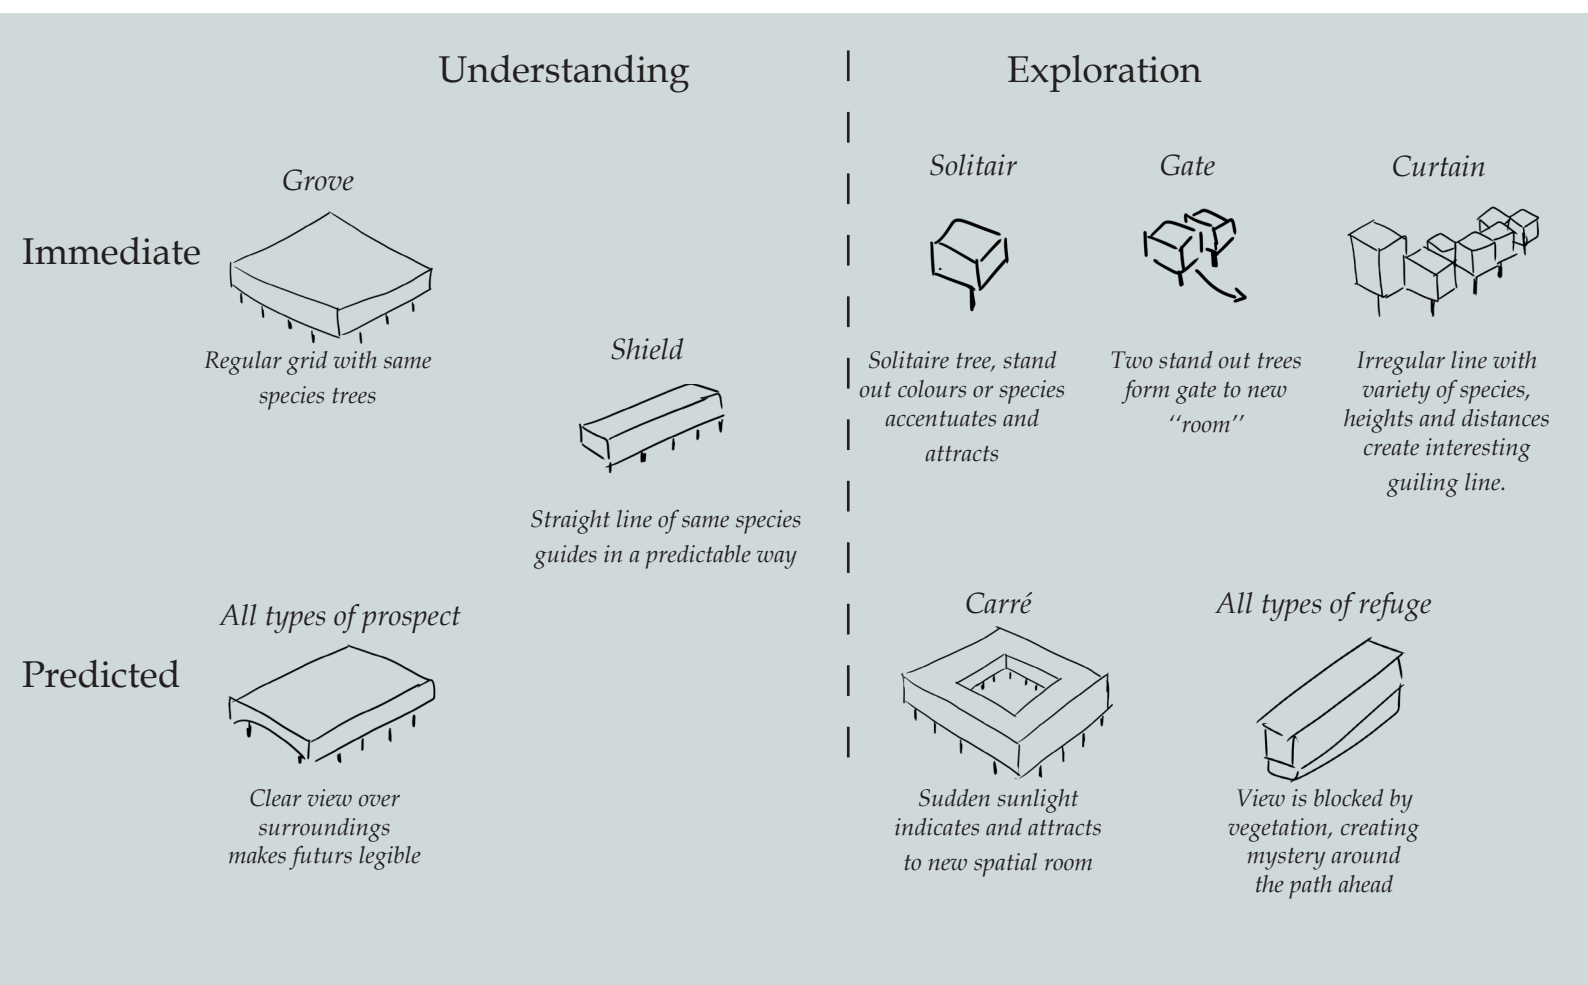 Understanding
Exploration
Immediate
Grove
Regular grid with same
species trees
Shield
Straight line of same species
guides in a predictable way
Solitair
Solitaire tree, stand
out colours or species
accentuates and
attracts
Gate
Two stand out trees
form gate to new
‘‘room’’
Curtain
Irregular line with
variety of species,
heights and distances
create interesting
guiling line.
Predicted
All types of prospect
Clear view over
surroundings
makes futurs legible
Carré
Sudden sunlight
indicates and attracts
to new spatial room
All types of refuge
View is blocked by
vegetation, creating
mystery around
the path ahead